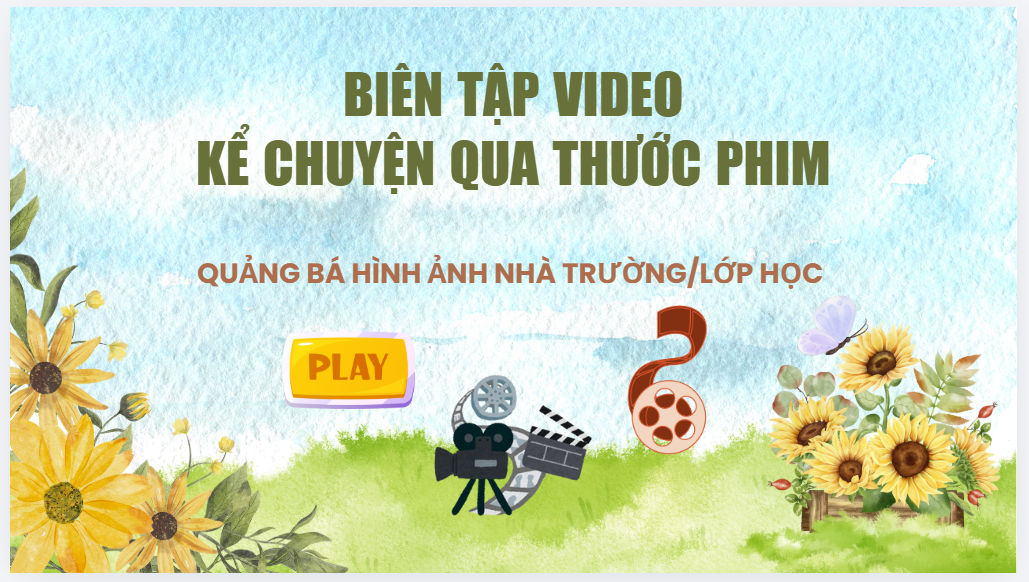 BIÊN TẬP VIDEO
KỂ CHUYỆN QUA THƯỚC PHIM
QUẢNG BÁ HÌNH ẢNH NHÀ TRƯỜNG/LỚP HỌC
PLAY